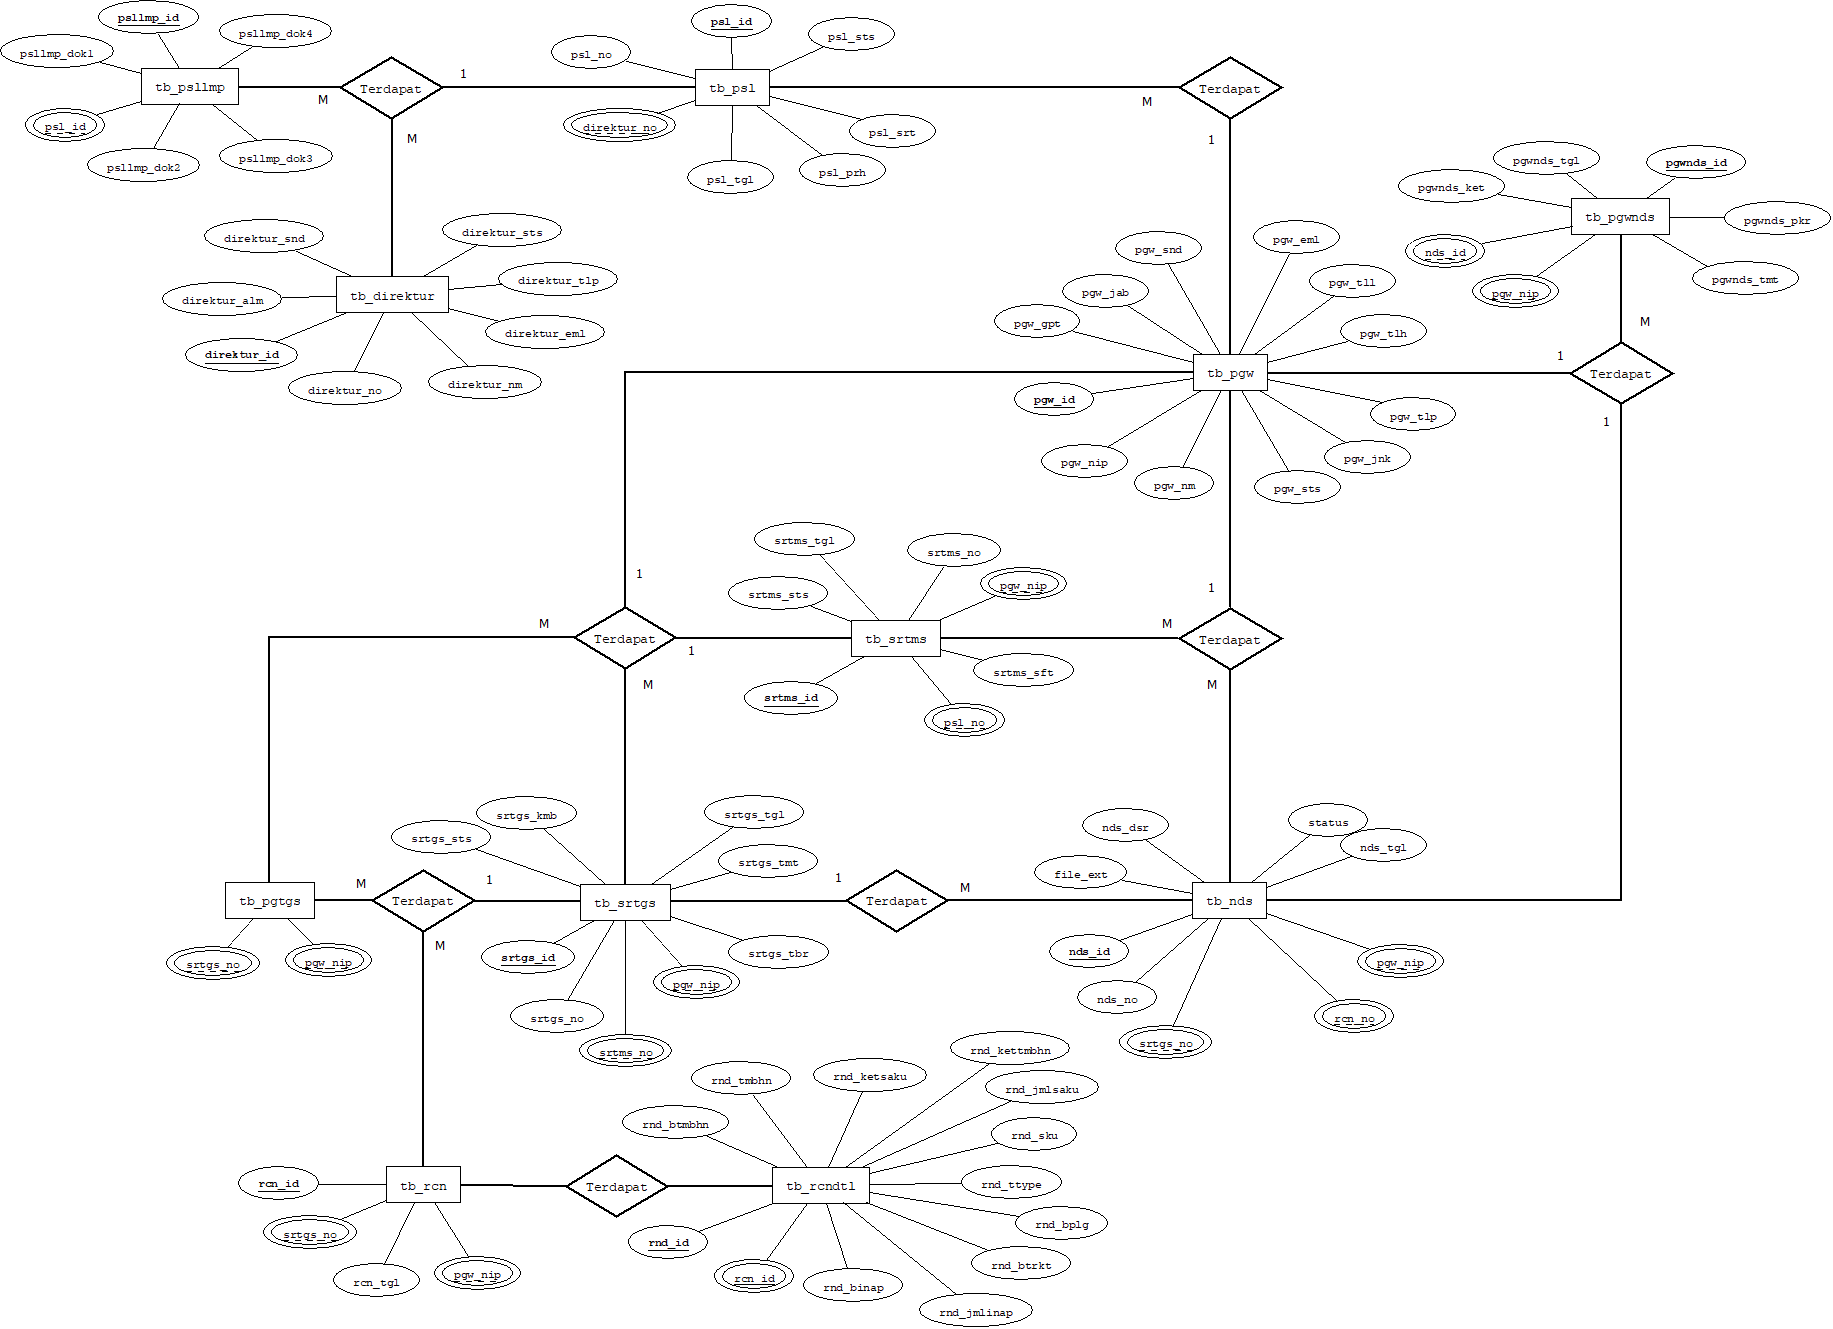 psllmp_id
psllmp_dok4
psllmp_dok1
tb_psllmp
psl_id
psllmp_dok2
psllmp_dok3
Terdapat
M
M
1
psl_id
psl_sts
psl_no
tb_psl
direktur_no
psl_srt
psl_tgl
psl_prh
M
Terdapat
1
pgwnds_tgl
pgwnds_id
pgwnds_ket
tb_pgwnds
pgwnds_pkr
nds_id
pgw_nip
pgwnds_tmt
M
direktur_snd
direktur_sts
direktur_tlp
tb_direktur
direktur_alm
direktur_eml
direktur_id
direktur_no
direktur_nm
pgw_snd
pgw_eml
pgw_jab
pgw_tll
pgw_gpt
pgw_tlh
tb_pgw
1
Terdapat
1
pgw_id
pgw_tlp
pgw_nip
pgw_jnk
pgw_nm
pgw_sts
srtms_tgl
srtms_no
srtms_sts
pgw_nip
1
1
M
Terdapat
1
M
tb_srtms
M
Terdapat
M
srtms_id
srtms_sft
psl_no
srtgs_kmb
srtgs_tgl
srtgs_sts
srtgs_tmt
nds_dsr
status
nds_tgl
file_ext
tb_pgtgs
M
Terdapat
1
M
tb_srtgs
1
Terdapat
M
tb_nds
srtgs_no
pgw_nip
srtgs_id
srtgs_tbr
pgw_nip
srtgs_no
srtms_no
nds_id
pgw_nip
nds_no
rcn_no
srtgs_no
rnd_kettmbhn
rnd_tmbhn
rnd_ketsaku
rnd_jmlsaku
rnd_btmbhn
rnd_sku
rcn_id
tb_rcn
Terdapat
tb_rcndtl
rnd_ttype
srtgs_no
rnd_bplg
rnd_id
rnd_btrkt
rcn_tgl
pgw_nip
rcn_id
rnd_binap
rnd_jmlinap